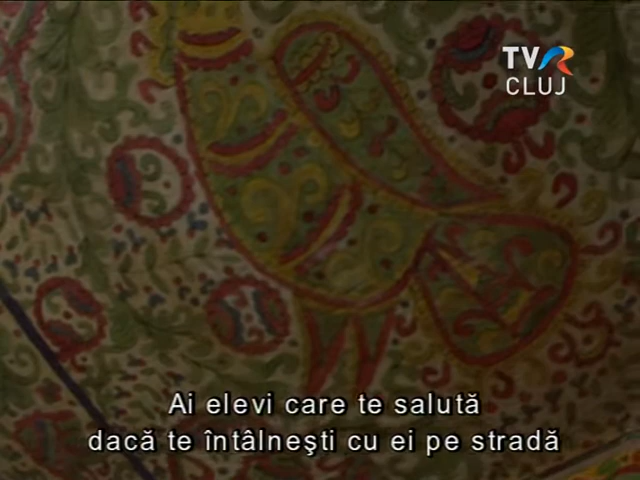 TVR
CLUJ
Ai elevi care te salută
dacă te întâlneşti cu ei pe stradă